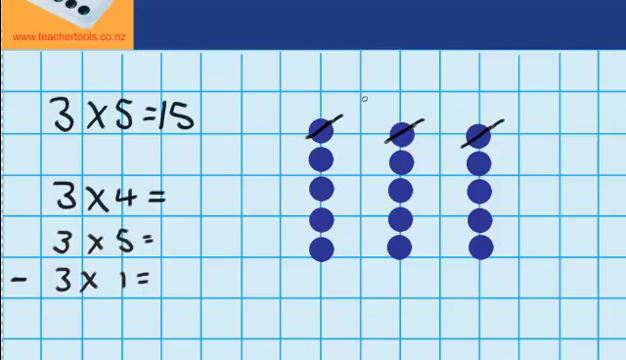 www.teachertools.co.nz
3 x 5 = 15
3 x 4 =
3 x 5 =
- 3 x 1 =